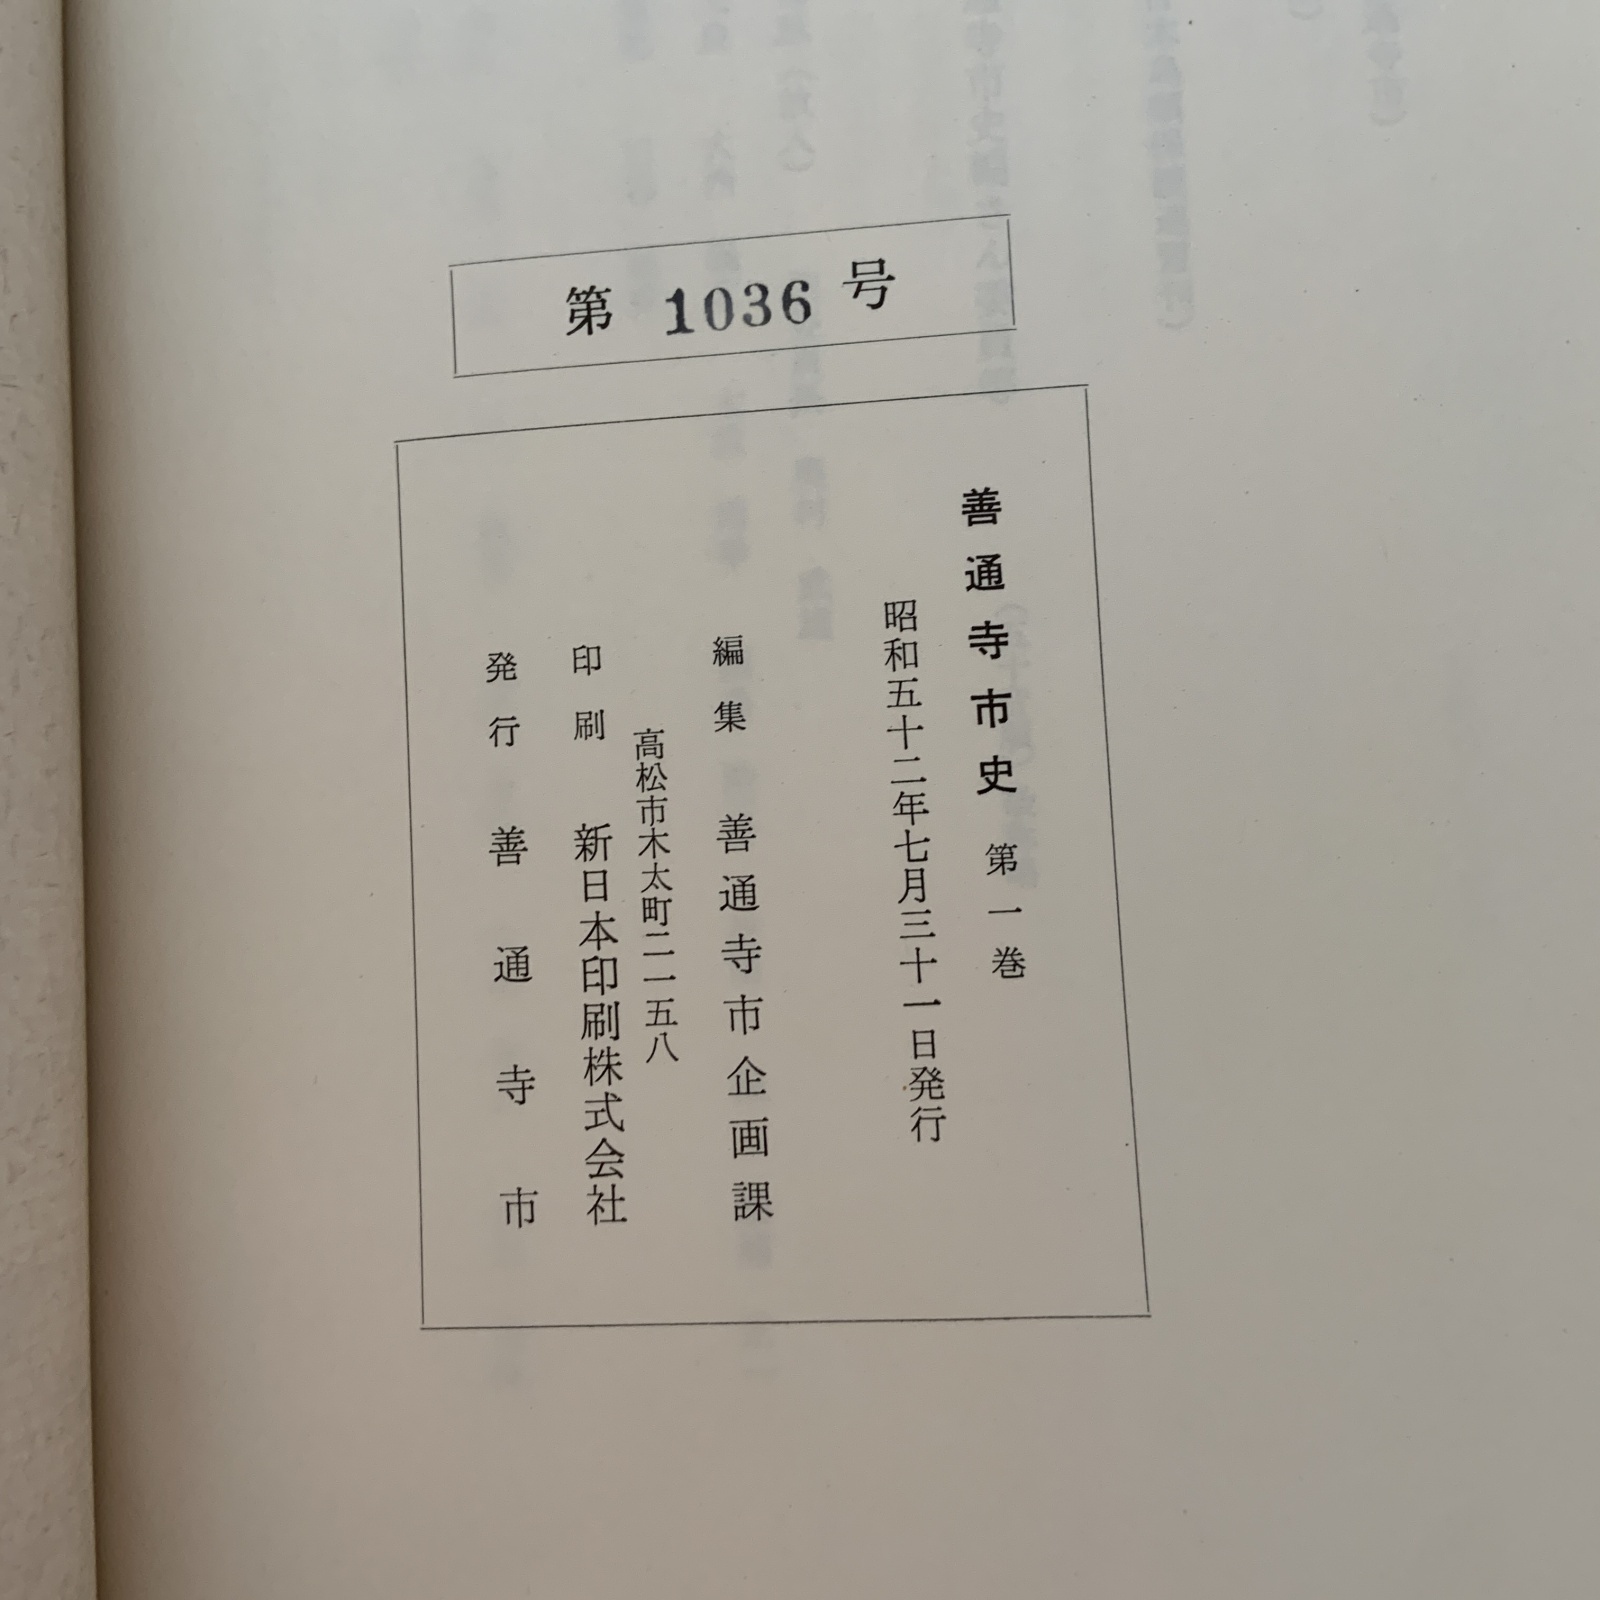 第 1036 号
善通寺市史 第一巻
昭和五十二年七月三十一日発行
編集 善通寺市企画課
高松市木太町二一五八
印刷 新日本印刷株式会社
発行 善通寺市